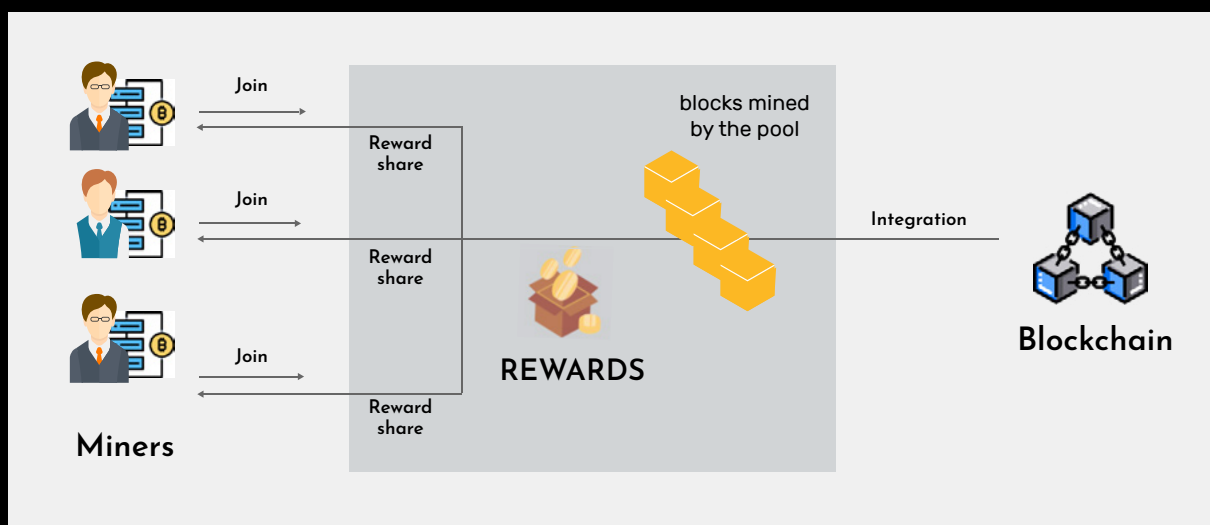 Join
blocks mined
by the pool
Reward
share
Join
Integration
Reward
share
Blockchain
Join
REWARDS
Reward
share
Miners